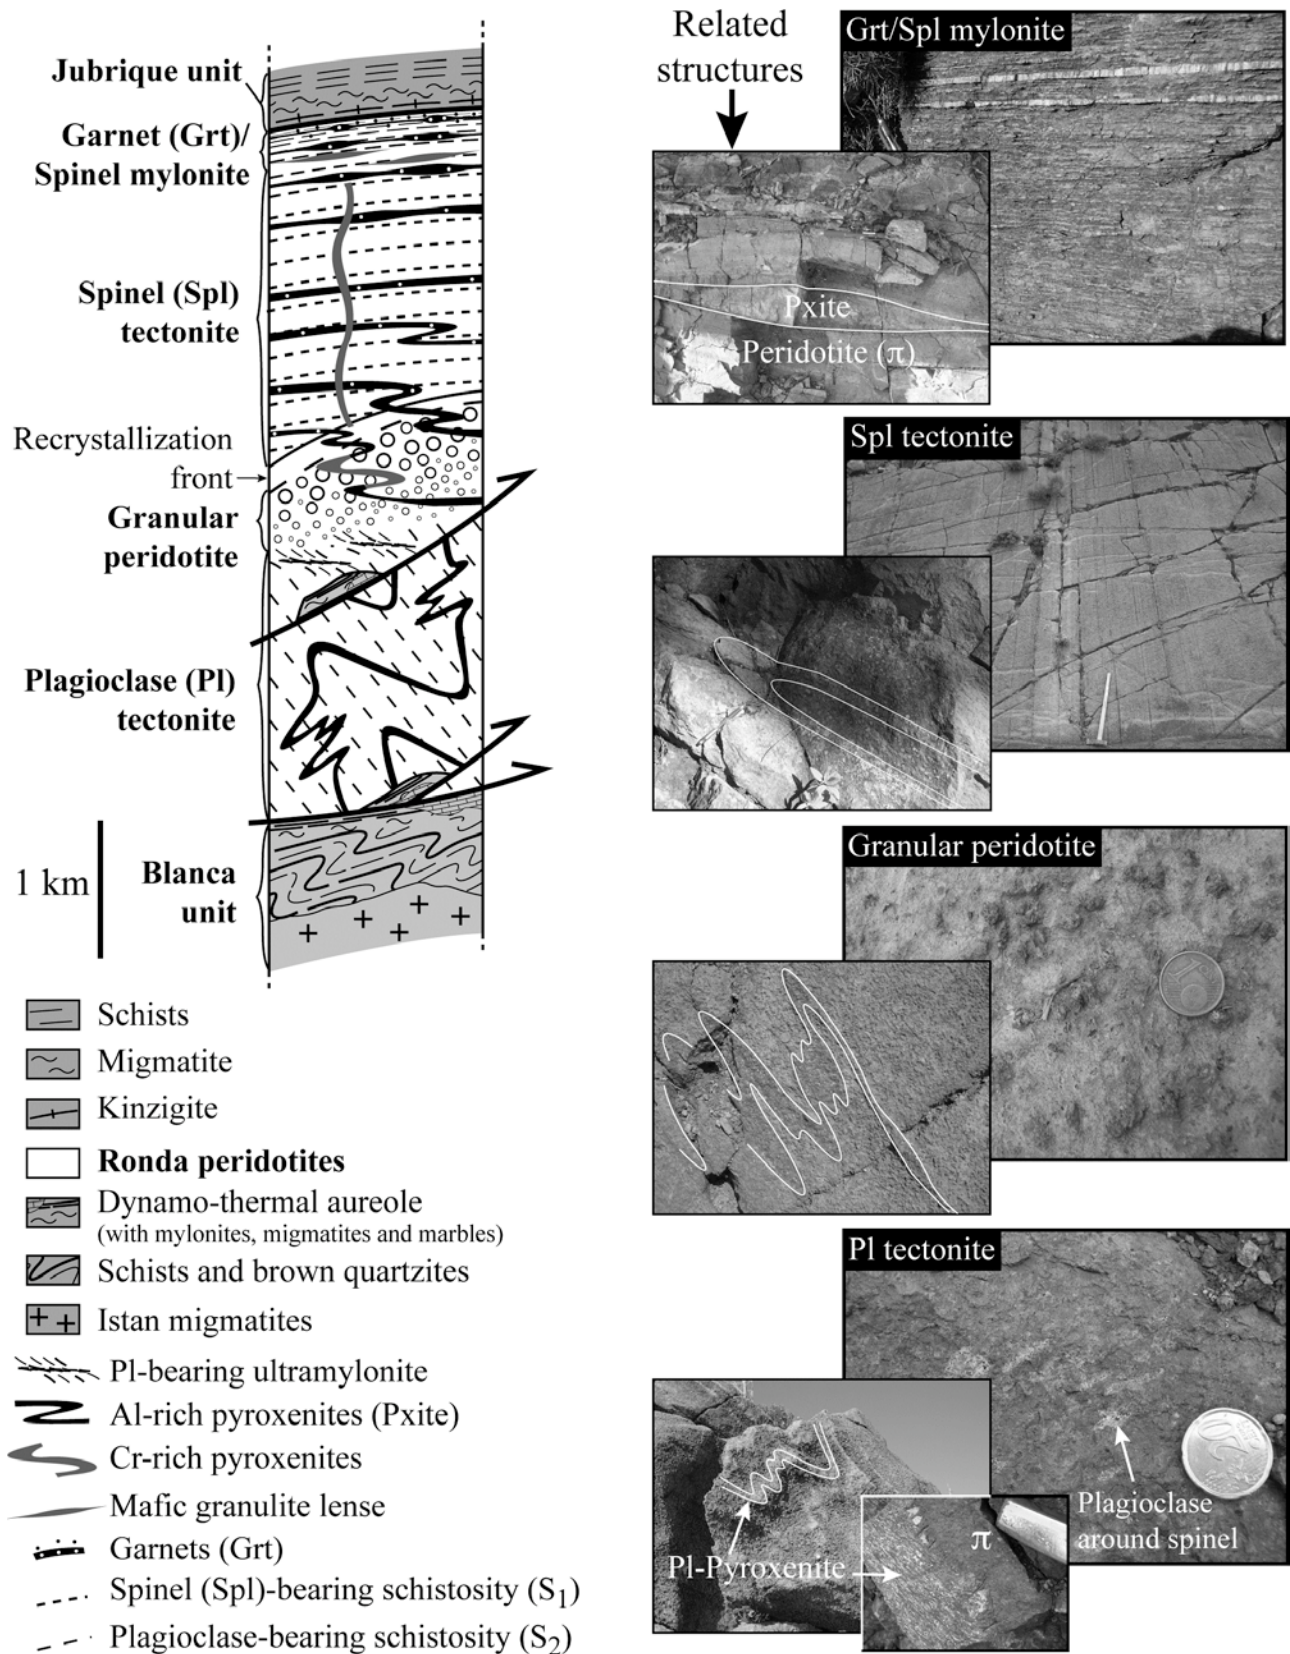 Jubrique unit
Garnet (Grt)/
Spinel mylonite
Spinel (Spl)
tectonite
Recrystallization
front
Granular
peridotite
Plagioclase (Pl)
tectonite
1 km
Blanca
unit
Schists
Migmatite
Kinzigite
Ronda peridotites
Dynamo-thermal aureole
(with mylonites, migmatites and marbles)
Schists and brown quartzites
Istan migmatites
Pl-bearing ultramylonite
Al-rich pyroxenites (Pxite)
Cr-rich pyroxenites
Mafic granulite lense
Garnets (Grt)
Spinel (Spl)-bearing schistosity (S1)
Plagioclase-bearing schistosity (S2)
Related
structures
Grt/Spl mylonite
Pxite
Peridotite (π)
Spl tectonite
Granular peridotite
Pl tectonite
Plagioclase
around spinel
π
Pl-Pyroxenite